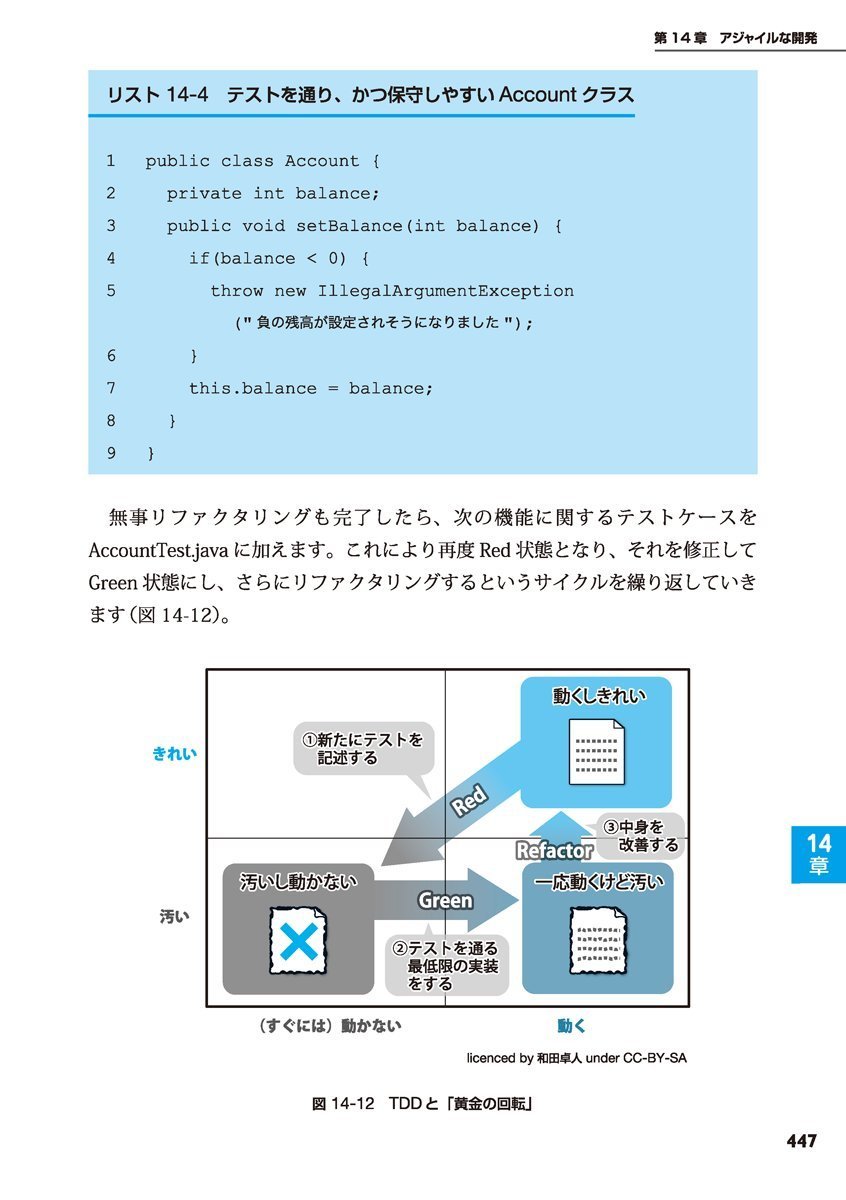 第14章 アジャイルな開発
リスト 14-4 テストを通り、かつ保守しやすい Account クラス
1 public class Account {
2 private int balance;
3 public void setBalance(int balance) {
4 if(balance < 0) {
5 throw new IllegalArgumentException
("負の残高が設定されそうになりました");
6 }
7 this.balance = balance;
8 }
9 }
無事リファクタリングも完了したら、次の機能に関するテストケースを
AccountTest.java に加えます。これにより再度 Red 状態となり、それを修正して
Green 状態にし、さらにリファクタリングするというサイクルを繰り返していき
ます(図 14-12)。
動くしきれい
①新たにテストを
記述する
きれい
Red
③中身を
改善する
Refactor
14
章
汚いし動かない
一応動くけど汚い
Green
汚い
②テストを通る
最低限の実装
をする
(すぐには)動かない
動く
licenced by 和田卓人 under CC-BY-SA
図 14-12 TDDと「黄金の回転」
447